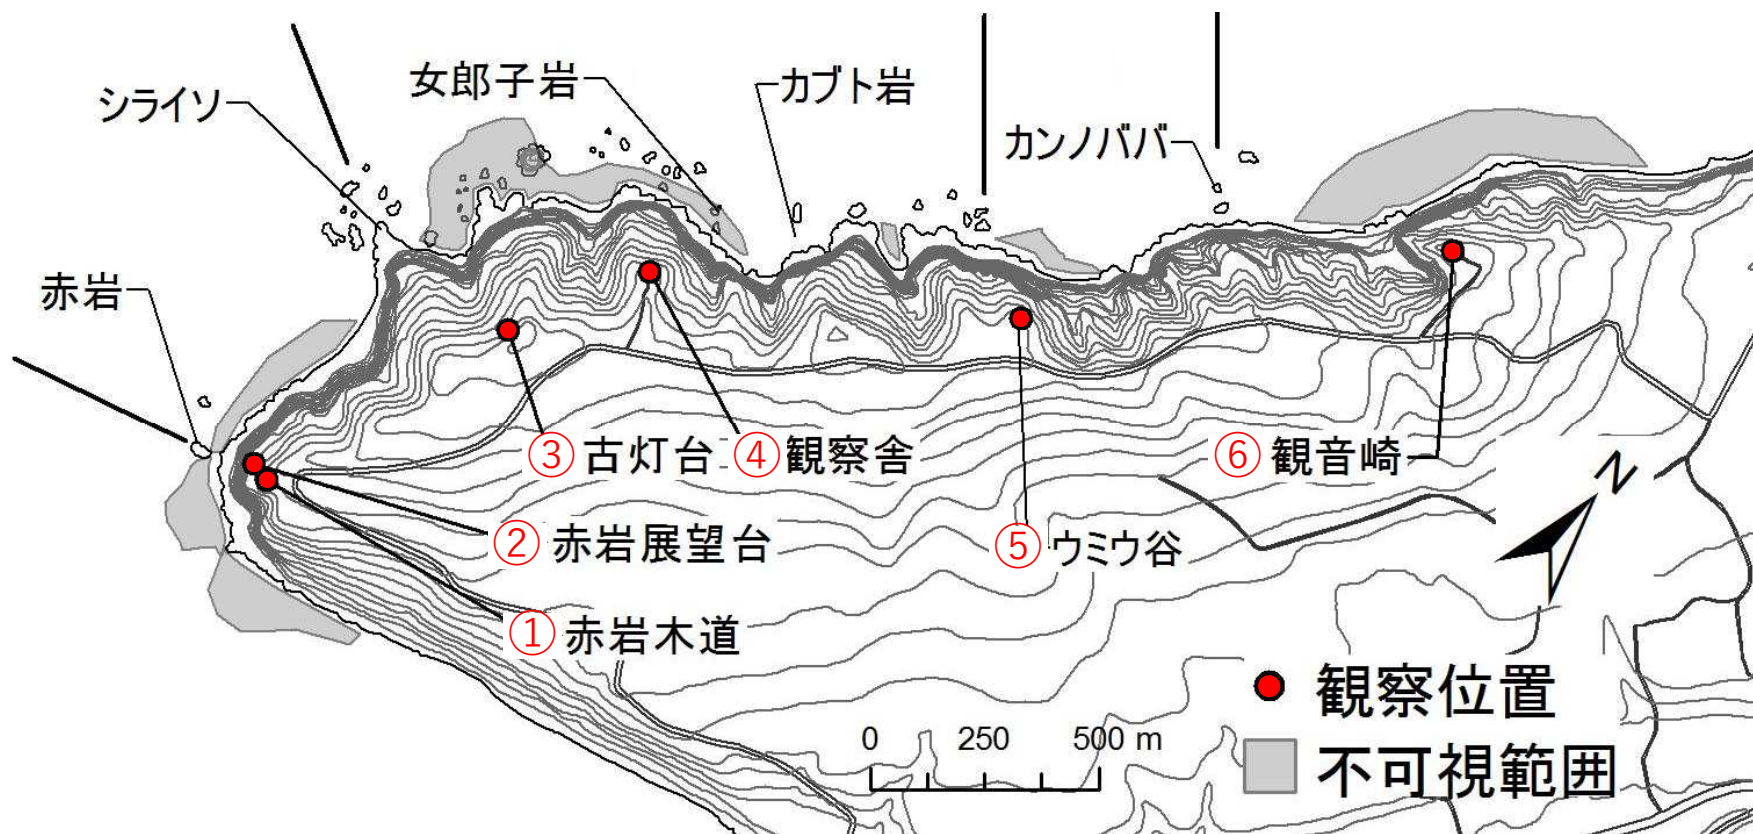 シライソ
女郎子岩
カブト岩
カンノババ
赤岩
③ 古灯台
④ 観察舎
⑥ 観音崎
N
② 赤岩展望台
⑤ ウミウ谷
① 赤岩木道
観察位置
0 250 500 m
不可視範囲